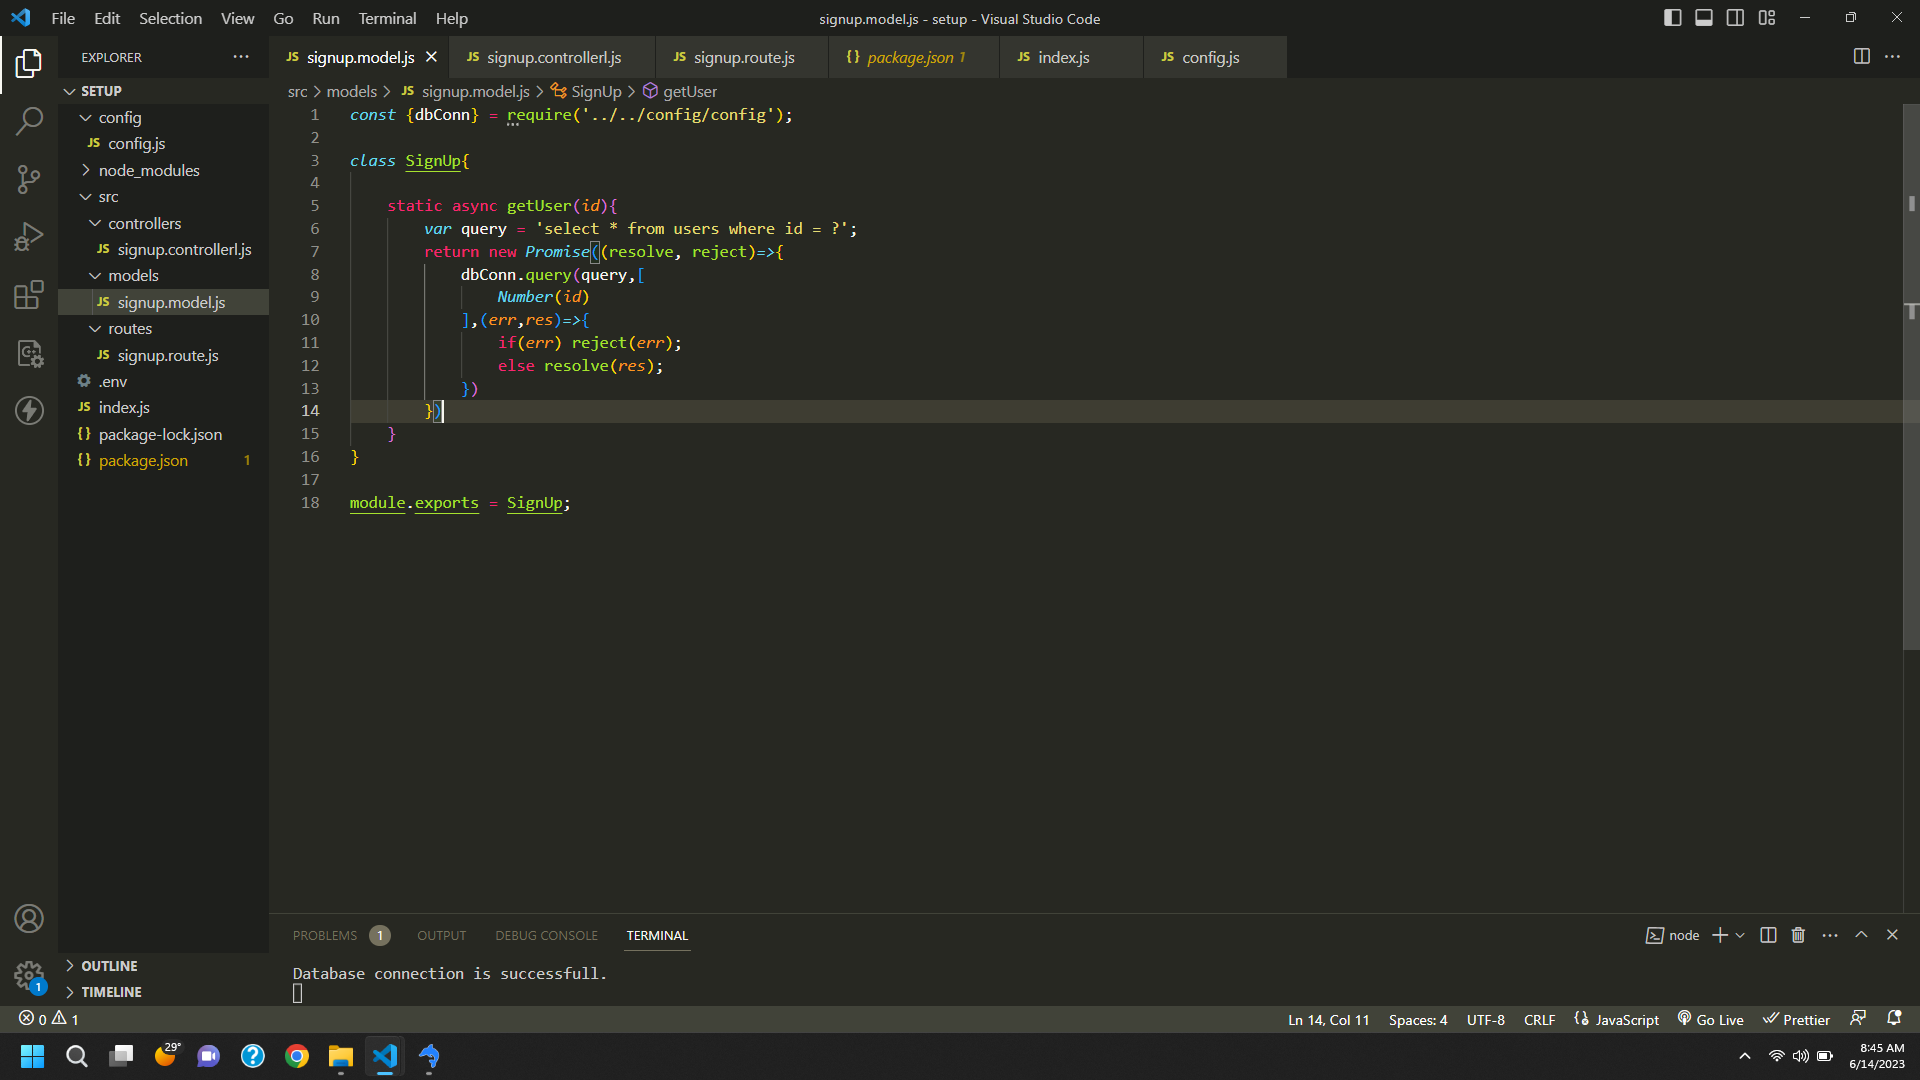 File Edit Selection View Go Run Terminal Help
signup.model.js - setup - Visual Studio Code
EXPLORER
SETUP
config
JS config.js
node_modules
src
controllers
JS signup.controllerl.js
models
JS signup.model.js
routes
JS signup.route.js
.env
JS index.js
{} package-lock.json
{} package.json 1
OUTLINE
TIMELINE
JS signup.model.js JS signup.controllerl.js JS signup.route.js {} package.json 1 JS index.js JS config.js
src > models > JS signup.model.js > SignUp > getUser
1 const {dbConn} = require('../../config/config');
2
3 class SignUp{
4
5 static async getUser(id){
6 var query = 'select * from users where id = ?';
7 return new Promise((resolve, reject)=>{
8 dbConn.query(query,[
9 Number(id)
10 ],(err,res)=>{
11 if(err) reject(err);
12 else resolve(res);
13 })
14 })
15 }
16 }
17
18 module.exports = SignUp;
PROBLEMS 1 OUTPUT DEBUG CONSOLE TERMINAL
node
Database connection is successfull.
1
0 1
Ln 14, Col 11 Spaces: 4 UTF-8 CRLF {} JavaScript Go Live Prettier
29°
8:45 AM
6/14/2023